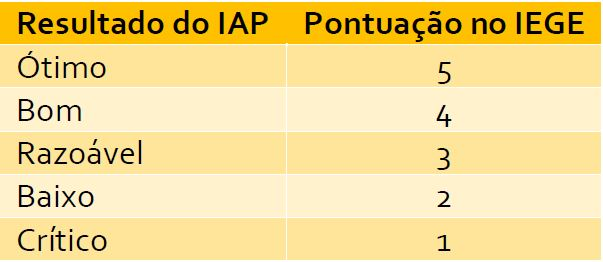 Resultado do IAP Pontuação no IEGE
Ótimo 5
Bom 4
Razoável 3
Baixo 2
Crítico 1